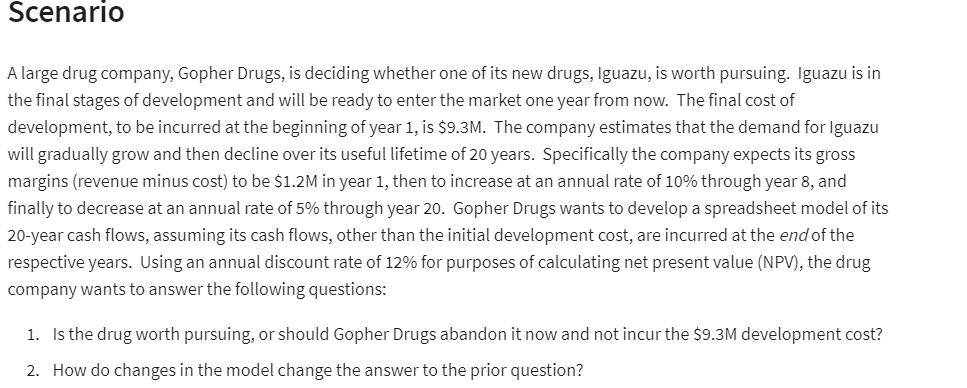 Scenario
A large drug company, Gopher Drugs, is deciding whether one of its new drugs, Iguazu, is worth pursuing. Iguazu is in
the final stages of development and will be ready to enter the market one year from now. The final cost of
development, to be incurred at the beginning of year 1, is $9.3M. The company estimates that the demand for Iguazu
will gradually grow and then decline over its useful lifetime of 20 years. Specifically the company expects its gross
margins (revenue minus cost) to be $1.2M in year 1, then to increase at an annual rate of 10% through year 8, and
finally to decrease at an annual rate of 5% through year 20. Gopher Drugs wants to develop a spreadsheet model of its
20-year cash flows, assuming its cash flows, other than the initial development cost, are incurred at the end of the
respective years. Using an annual discount rate of 12% for purposes of calculating net present value (NPV), the drug
company wants to answer the following questions:
1. Is the drug worth pursuing, or should Gopher Drugs abandon it now and not incur the $9.3M development cost?
2. How do changes in the model change the answer to the prior question?